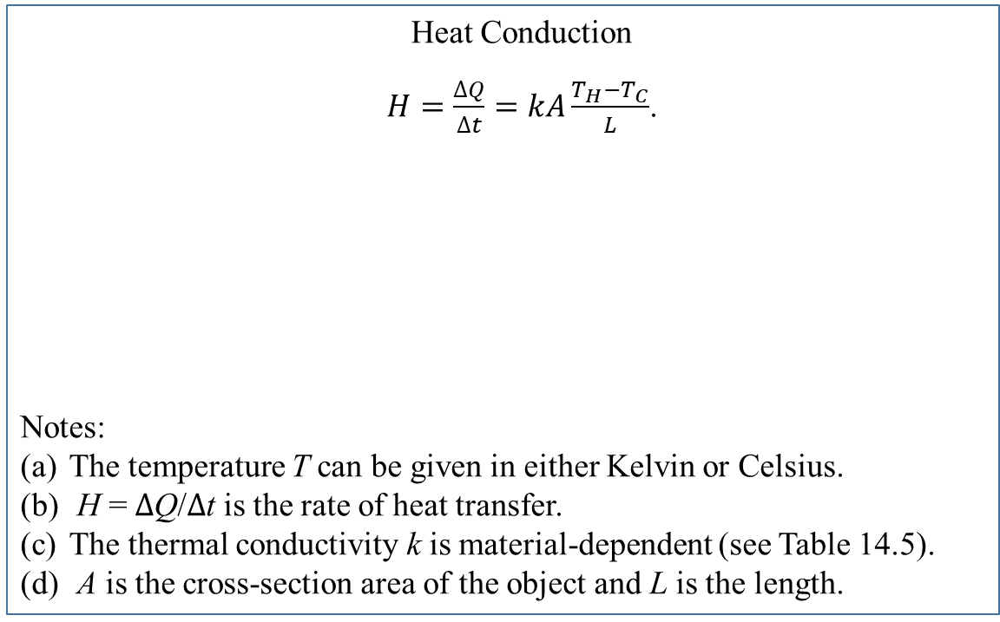 Heat Conduction
H = ΔQ/Δt = kA (T_H−T_C)/L.
Notes:
(a) The temperature T can be given in either Kelvin or Celsius.
(b) H = ΔQ/Δt is the rate of heat transfer.
(c) The thermal conductivity k is material-dependent (see Table 14.5).
(d) A is the cross-section area of the object and L is the length.